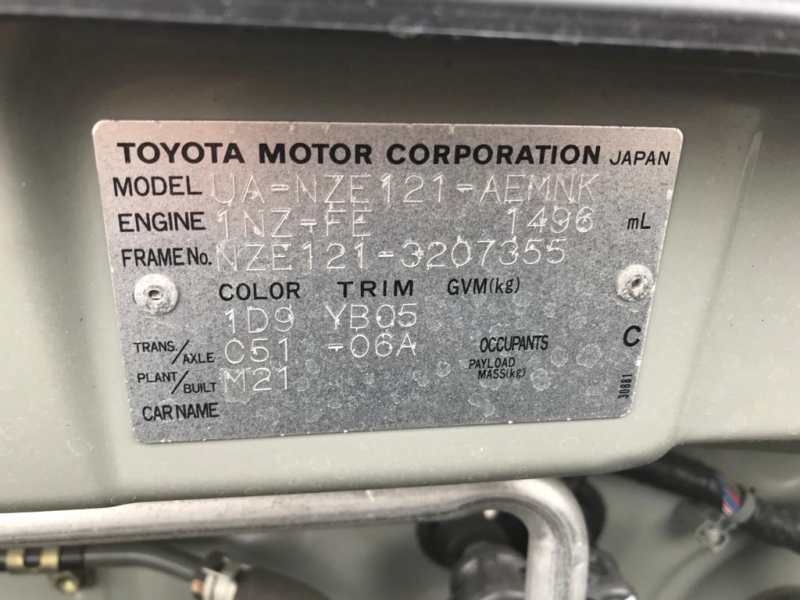 TOYOTA MOTOR CORPORATION JAPAN
MODEL UA-NZE121-AEMNK
ENGINE 1NZ-FE 1496 mL
FRAME No. NZE121-3207355
COLOR TRIM GVM(kg)
1D9 YB05
TRANS./AXLE C51 -06A OCCUPANTS C
PAYLOAD MASS(kg)
PLANT/BUILT M21
30881
CAR NAME